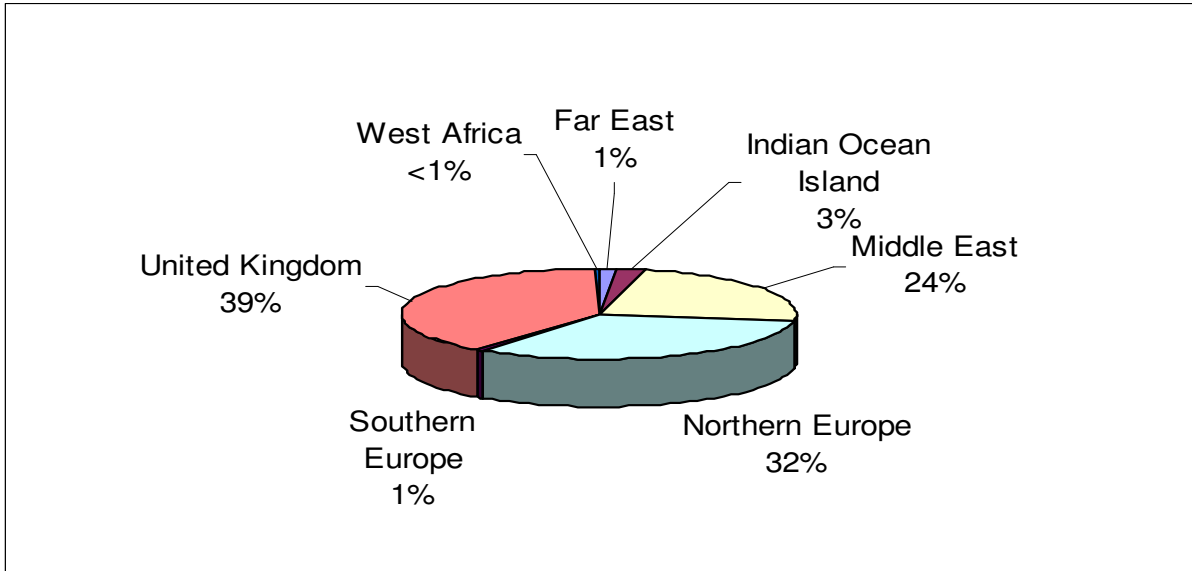 West Africa
<1%
Far East
1%
Indian Ocean
Island
3%
Middle East
24%
United Kingdom
39%
Southern
Europe
1%
Northern Europe
32%